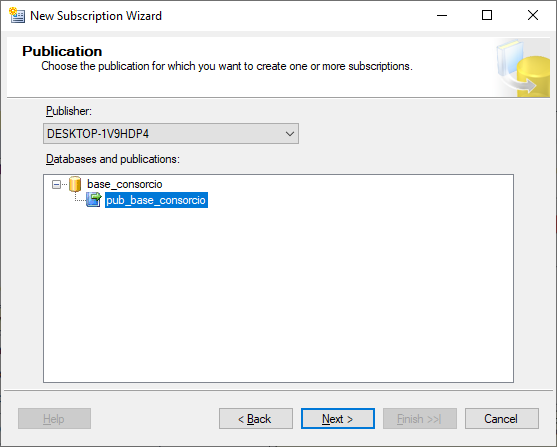 New Subscription Wizard
Publication
Choose the publication for which you want to create one or more subscriptions.
Publisher:
DESKTOP-1V9HDP4
Databases and publications:
base_consorcio
pub_base_consorcio
Help
< Back
Next >
Finish >>|
Cancel